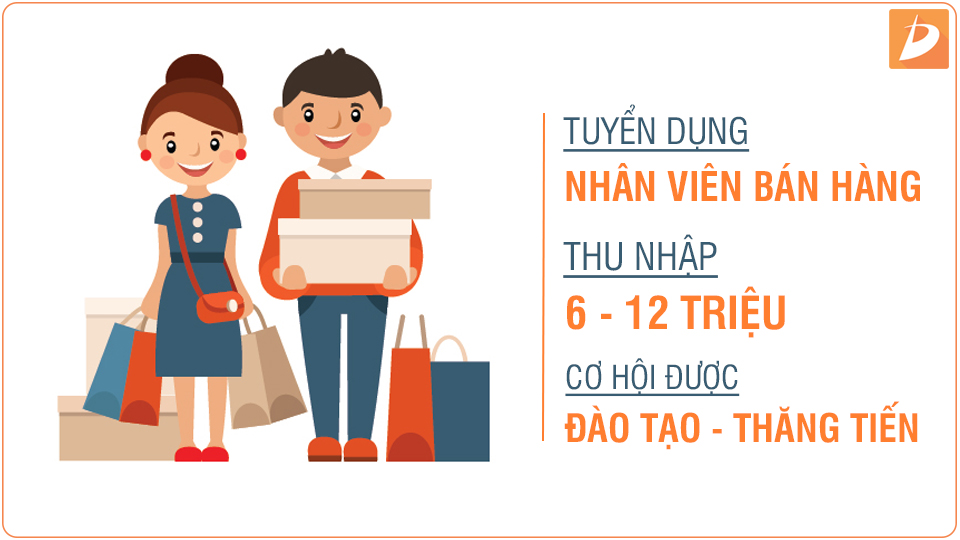 TUYỂN DỤNG
NHÂN VIÊN BÁN HÀNG
THU NHẬP
6 - 12 TRIỆU
CƠ HỘI ĐƯỢC
ĐÀO TẠO - THĂNG TIẾN